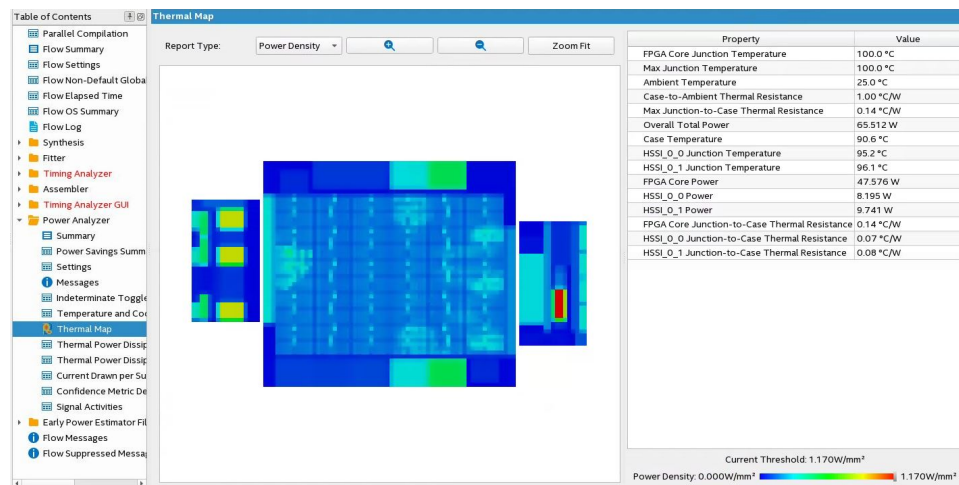 Table of Contents
Parallel Compilation
Flow Summary
Flow Settings
Flow Non-Default Global
Flow Elapsed Time
Flow OS Summary
Flow Log
Synthesis
Fitter
Timing Analyzer
Assembler
Timing Analyzer GUI
Power Analyzer
Summary
Power Savings Summ
Settings
Messages
Indeterminate Toggle
Temperature and Coo
Thermal Map
Thermal Power Dissip
Thermal Power Dissip
Current Drawn per Su
Confidence Metric De
Signal Activities
Early Power Estimator Fil
Flow Messages
Flow Suppressed Messa
Thermal Map
Report Type: Power Density Zoom Fit
Property Value
FPGA Core Junction Temperature 100.0 °C
Max Junction Temperature 100.0 °C
Ambient Temperature 25.0 °C
Case-to-Ambient Thermal Resistance 1.00 °C/W
Max Junction-to-Case Thermal Resistance 0.14 °C/W
Overall Total Power 65.512 W
Case Temperature 90.6 °C
HSSI_0_0 Junction Temperature 95.2 °C
HSSI_0_1 Junction Temperature 96.1 °C
FPGA Core Power 47.576 W
HSSI_0_0 Power 8.195 W
HSSI_0_1 Power 9.741 W
FPGA Core Junction-to-Case Thermal Resistance 0.14 °C/W
HSSI_0_0 Junction-to-Case Thermal Resistance 0.07 °C/W
HSSI_0_1 Junction-to-Case Thermal Resistance 0.08 °C/W
Current Threshold: 1.170W/mm²
Power Density: 0.000W/mm² 1.170W/mm²